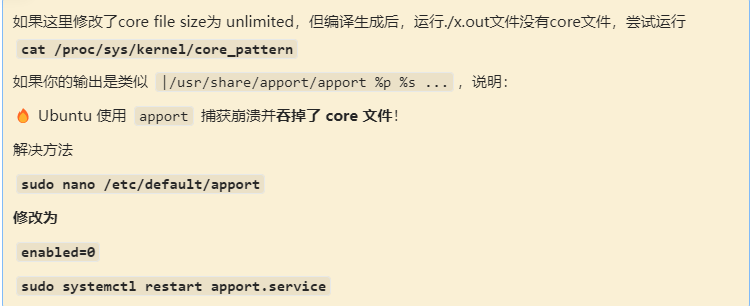 如果这里修改了core file size为 unlimited，但编译生成后，运行./x.out文件没有core文件，尝试运行
cat /proc/sys/kernel/core_pattern
如果你的输出是类似 |/usr/share/apport/apport %p %s ... ，说明：
🔥 Ubuntu 使用 apport 捕获崩溃并吞掉了 core 文件！
解决方法
sudo nano /etc/default/apport
修改为
enabled=0
sudo systemctl restart apport.service